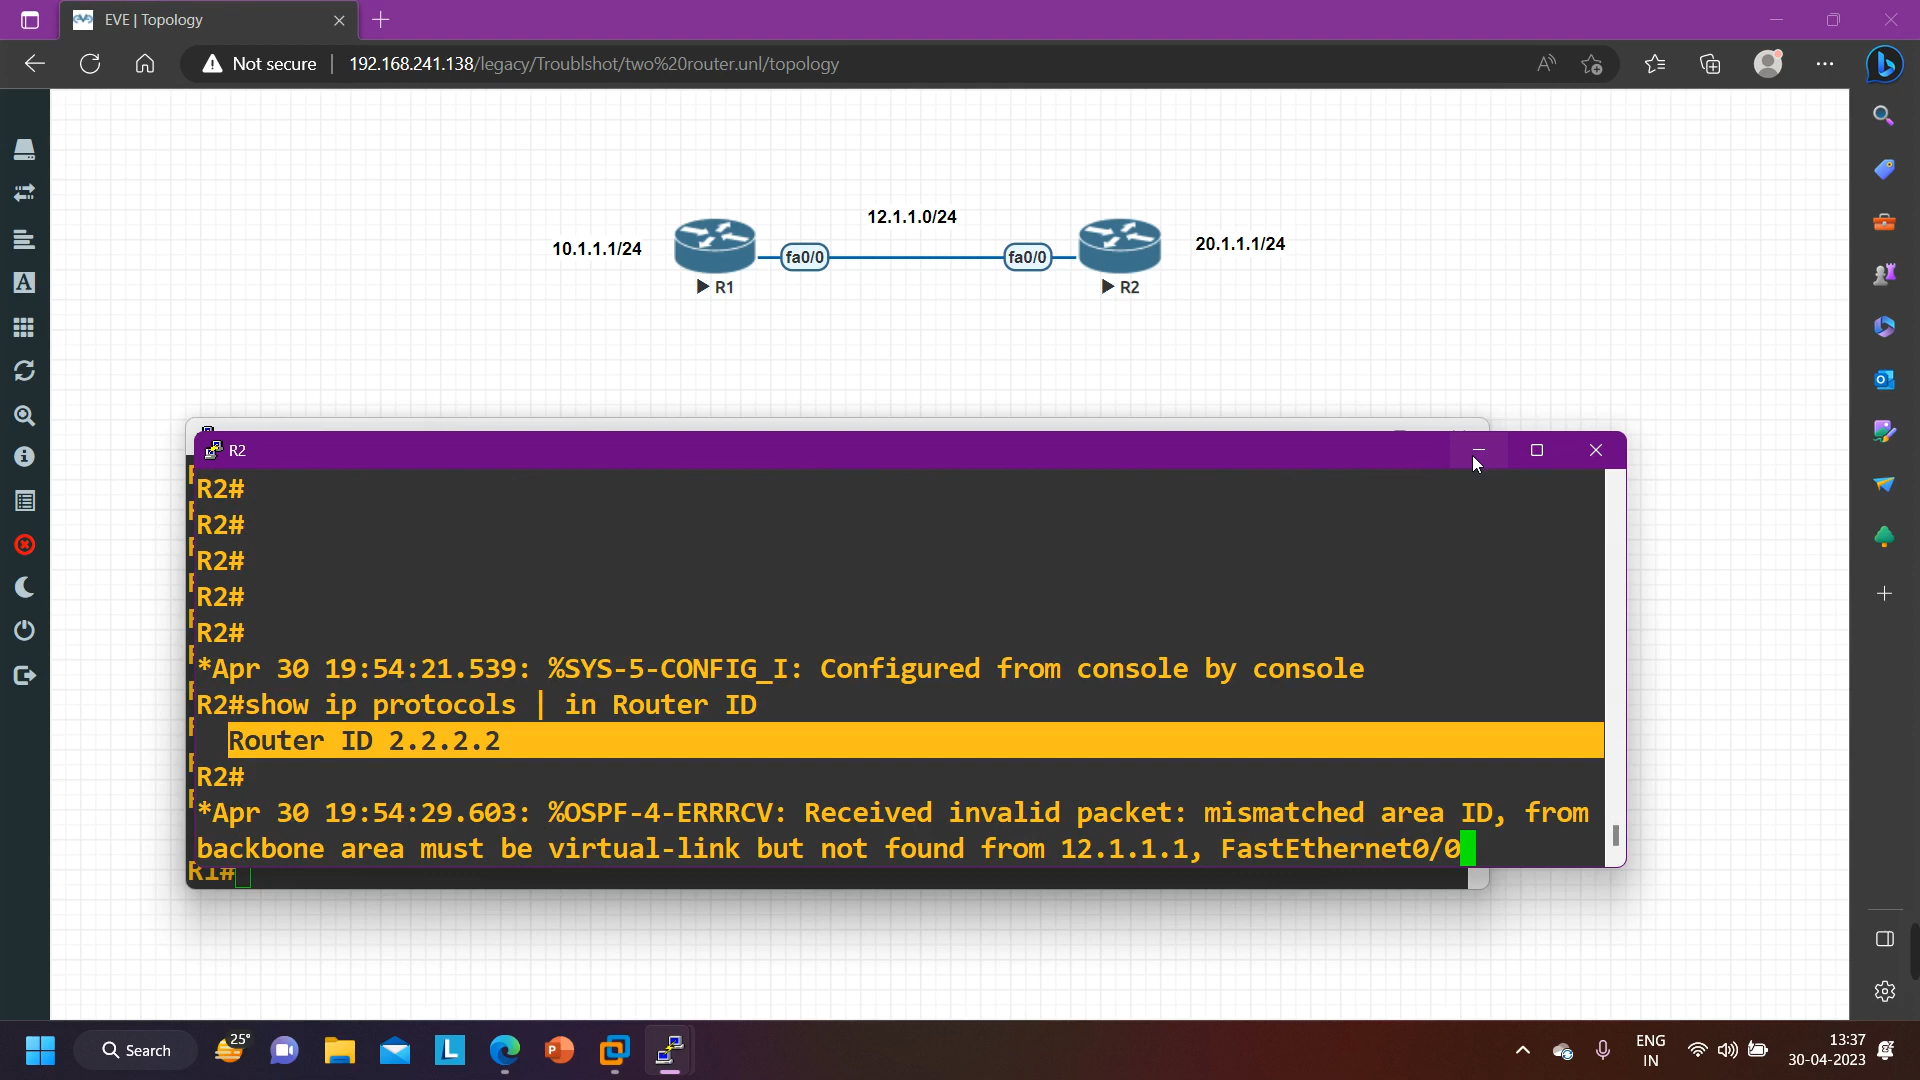 EVE | Topology
Not secure
192.168.241.138/legacy/Troublshot/two%20router.unl/topology
12.1.1.0/24
10.1.1.1/24
fa0/0
fa0/0
20.1.1.1/24
R1
R2
R2
R2#
R2#
R2#
R2#
R2#
*Apr 30 19:54:21.539: %SYS-5-CONFIG_I: Configured from console by console
R2#show ip protocols | in Router ID
Router ID 2.2.2.2
R2#
*Apr 30 19:54:29.603: %OSPF-4-ERRRCV: Received invalid packet: mismatched area ID, from
backbone area must be virtual-link but not found from 12.1.1.1, FastEthernet0/0
R1#
Search
25°
ENG
IN
13:37
30-04-2023